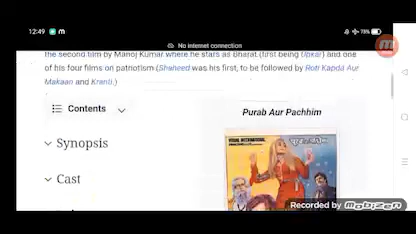 12:49
78%
No internet connection
the second film by Manoj Kumar where he stars as Bharat (first being Upkar) and one
of his four films on patriotism (Shaheed was his first, to be followed by Roti Kapda Aur
Makaan and Kranti.)
Contents
Purab Aur Pachhim
Synopsis
Cast
Recorded by mobizen